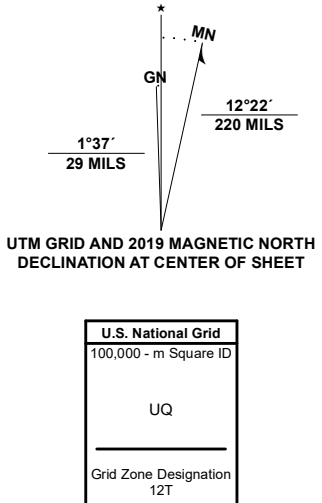 ★
MN
GN
12°22´
220 MILS
1°37´
29 MILS
UTM GRID AND 2019 MAGNETIC NORTH
DECLINATION AT CENTER OF SHEET
U.S. National Grid
100,000 - m Square ID
UQ
Grid Zone Designation
12T